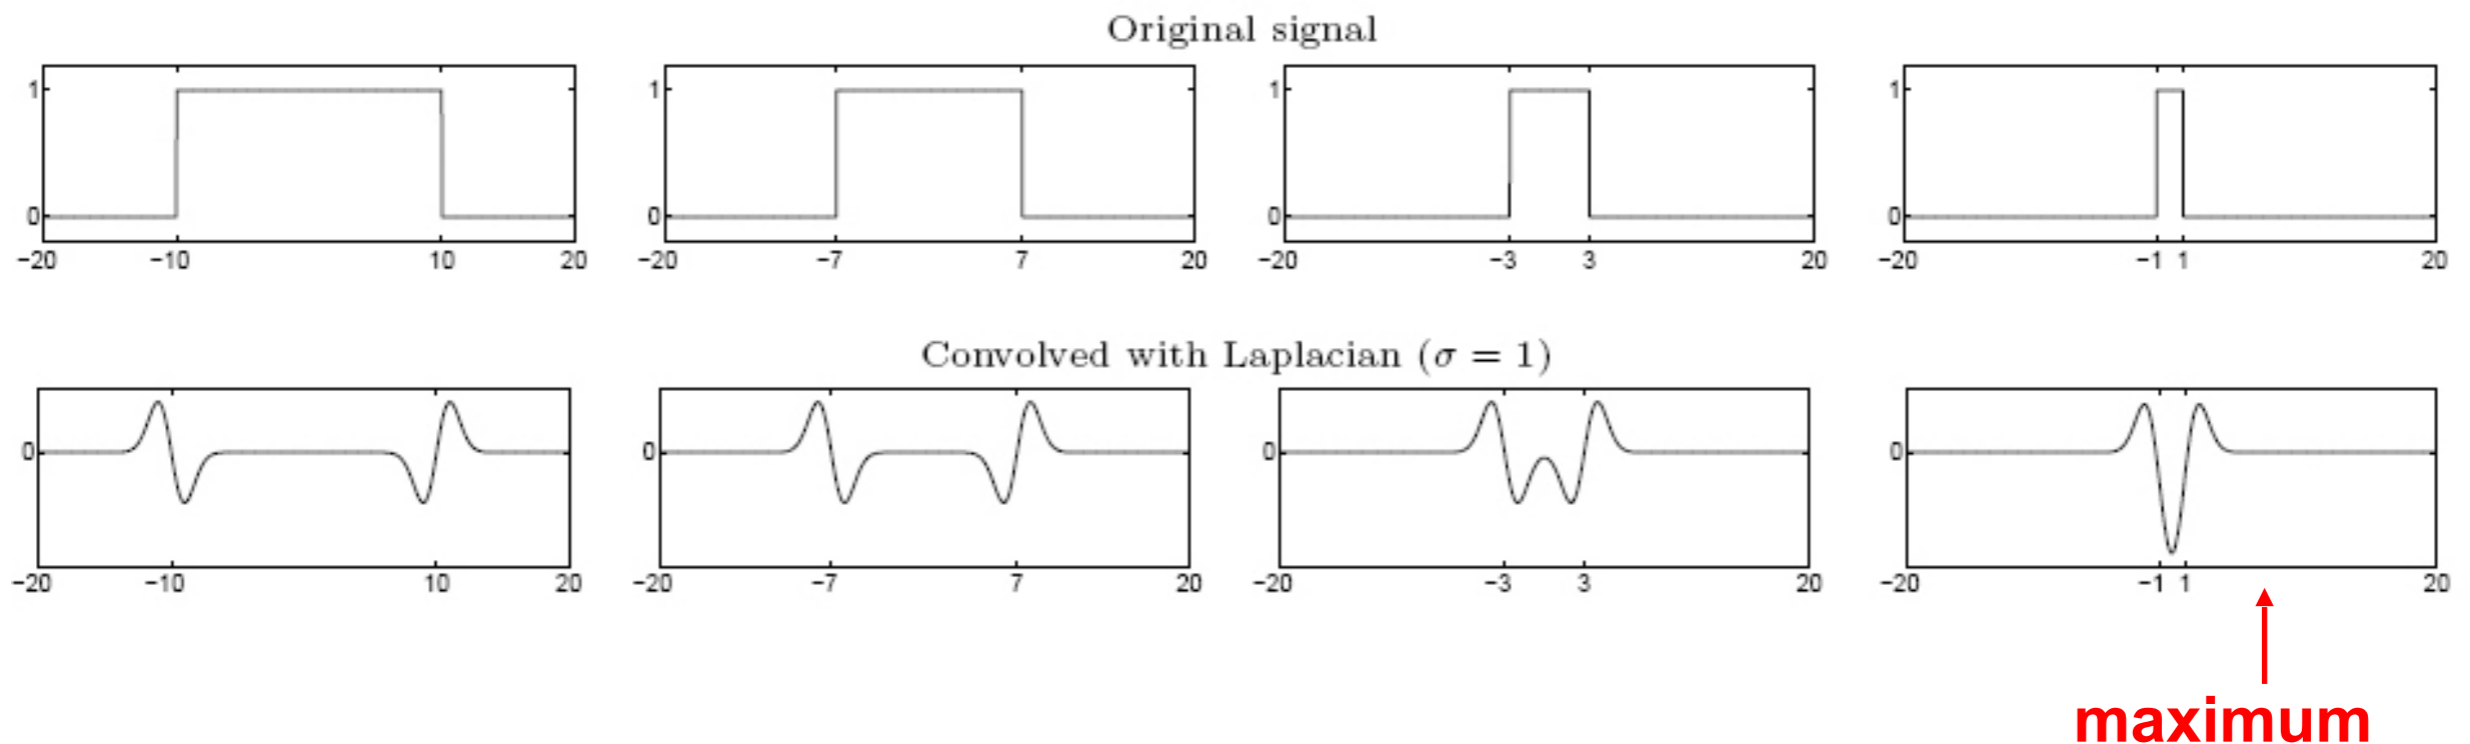 Original signal
1 1 1 1
0 0 0 0
−20 −10 10 20 −20 −7 7 20 −20 −3 3 20 −20 −1 1 20
Convolved with Laplacian (σ = 1)
0 0 0 0
−20 −10 10 20 −20 −7 7 20 −20 −3 3 20 −20 −1 1 20
maximum